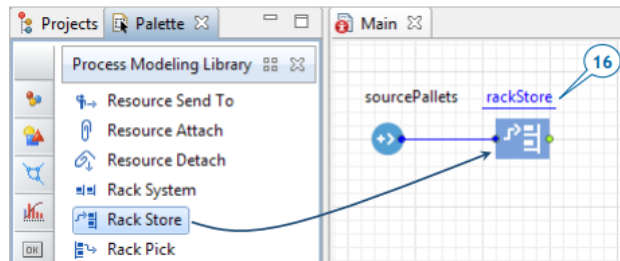 Projects Palette
Main
Process Modeling Library
16
sourcePallets rackStore
Resource Send To
Resource Attach
Resource Detach
Rack System
Rack Store
Rack Pick
OK